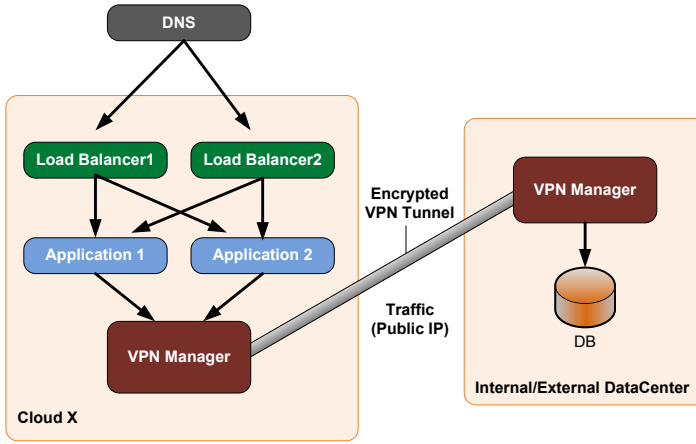 DNS
Load Balancer1
Load Balancer2
Application 1
Application 2
VPN Manager
Cloud X
Encrypted
VPN Tunnel
Traffic
(Public IP)
VPN Manager
DB
Internal/External DataCenter